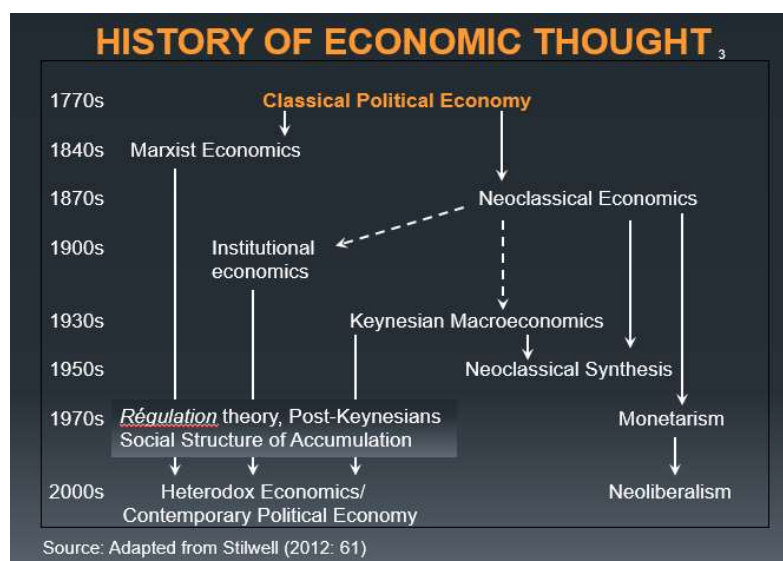 HISTORY OF ECONOMIC THOUGHT 3
1770s Classical Political Economy
1840s Marxist Economics
1870s Neoclassical Economics
1900s Institutional
economics
1930s Keynesian Macroeconomics
1950s Neoclassical Synthesis
1970s Régulation theory, Post-Keynesians Monetarism
Social Structure of Accumulation
2000s Heterodox Economics/ Neoliberalism
Contemporary Political Economy
Source: Adapted from Stilwell (2012: 61)